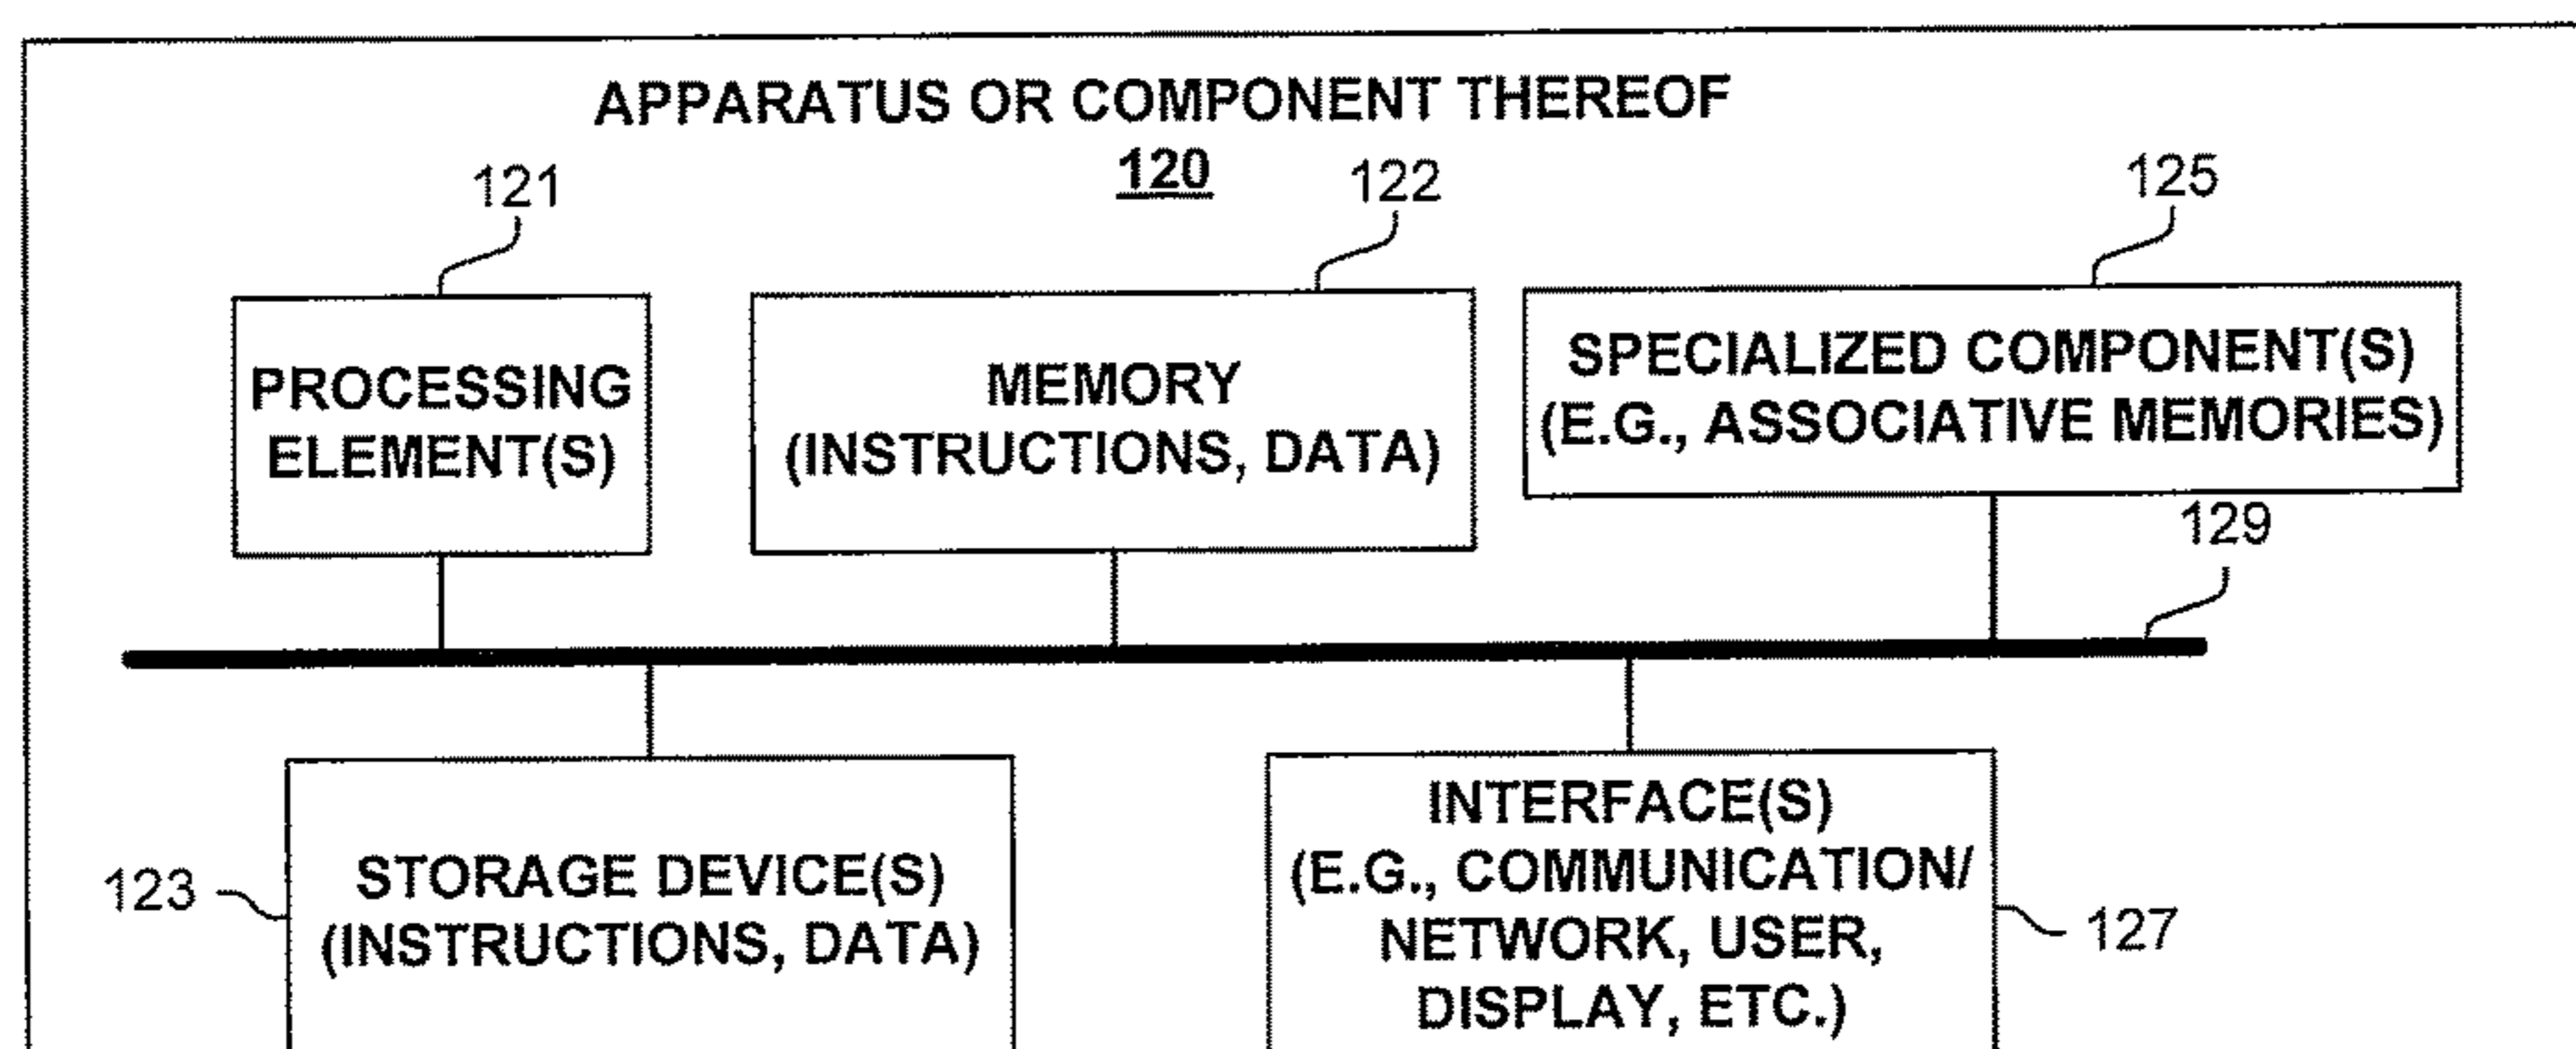 APPARATUS OR COMPONENT THEREOF
120
121
122
125
PROCESSING
ELEMENT(S)
MEMORY
(INSTRUCTIONS, DATA)
SPECIALIZED COMPONENT(S)
(E.G., ASSOCIATIVE MEMORIES)
129
123
STORAGE DEVICE(S)
(INSTRUCTIONS, DATA)
INTERFACE(S)
(E.G., COMMUNICATION/
NETWORK, USER,
DISPLAY, ETC.)
127